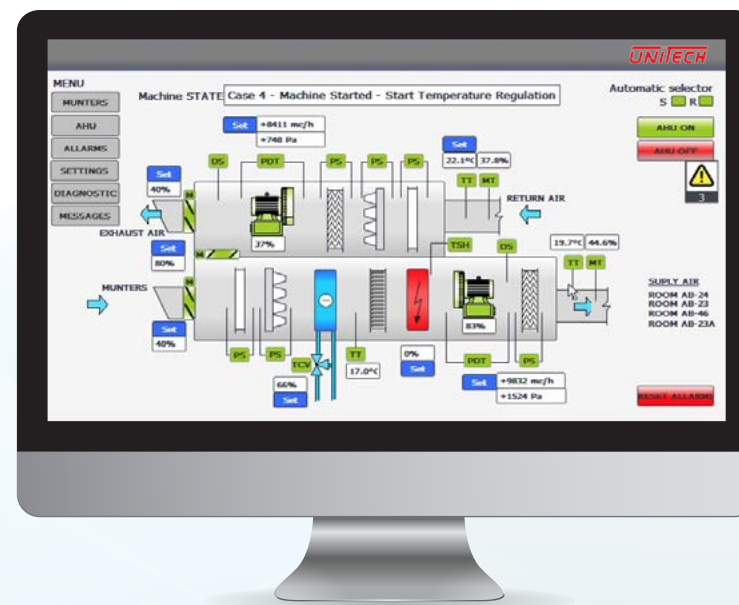 UNITECH
MENU
MUNTERS
AHU
ALLARMS
SETTINGS
DIAGNOSTIC
MESSAGES
Machine STATE
Case 4 - Machine Started - Start Temperature Regulation
Automatic selector
S R
AHU ON
AHU OFF
3
Set
+8411 mc/h
+748 Pa
Set
22.1°C 37.8%
DS PDT PS PS PS
TT MT
RETURN AIR
Set
40%
M
EXHAUST AIR
37%
Set
80%
M
TSH
DS
19.7°C 44.6%
TT MT
MUNTERS
M
Set
40%
83%
SUPLY AIR
ROOM AB-24
ROOM AB-23
ROOM AB-46
ROOM AB-23A
PS PS
TCV
TT
17.0°C
0%
Set
PDT PS
66%
Set
Set
+9832 mc/h
+1524 Pa
RESET ALLARMS